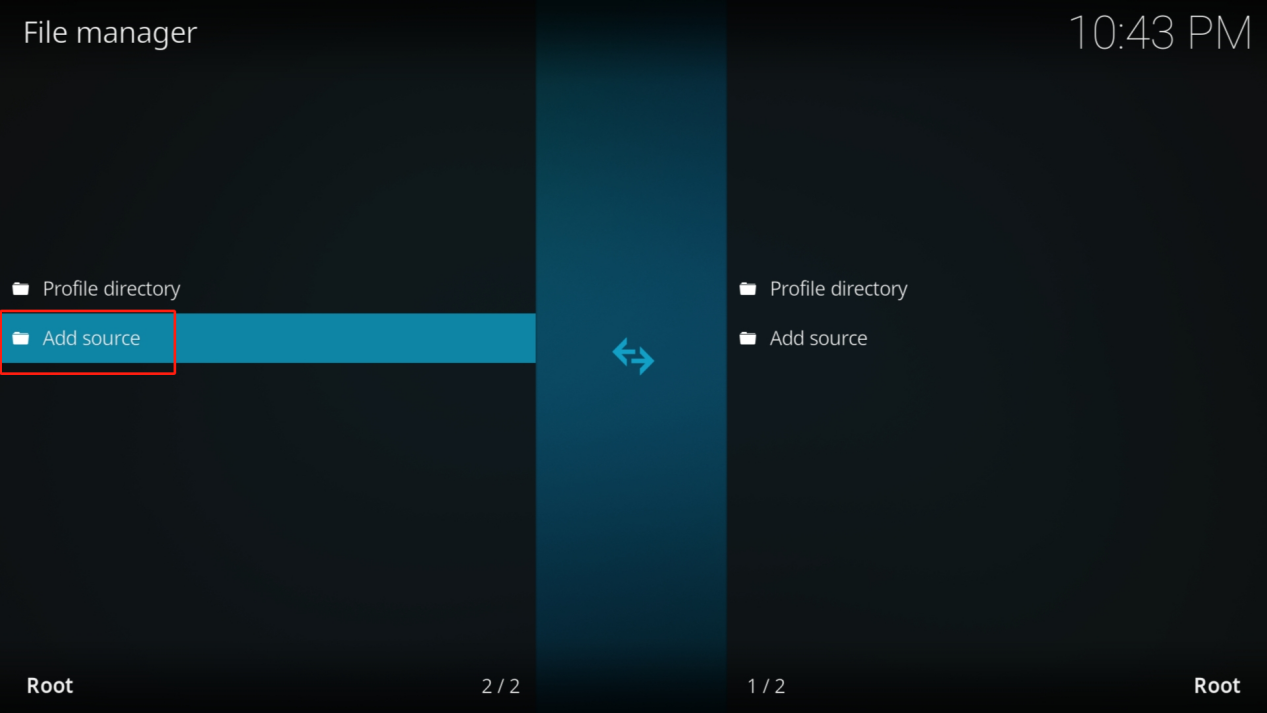 File manager
10:43 PM
Profile directory
Add source
Profile directory
Add source
Root
2 / 2
1 / 2
Root